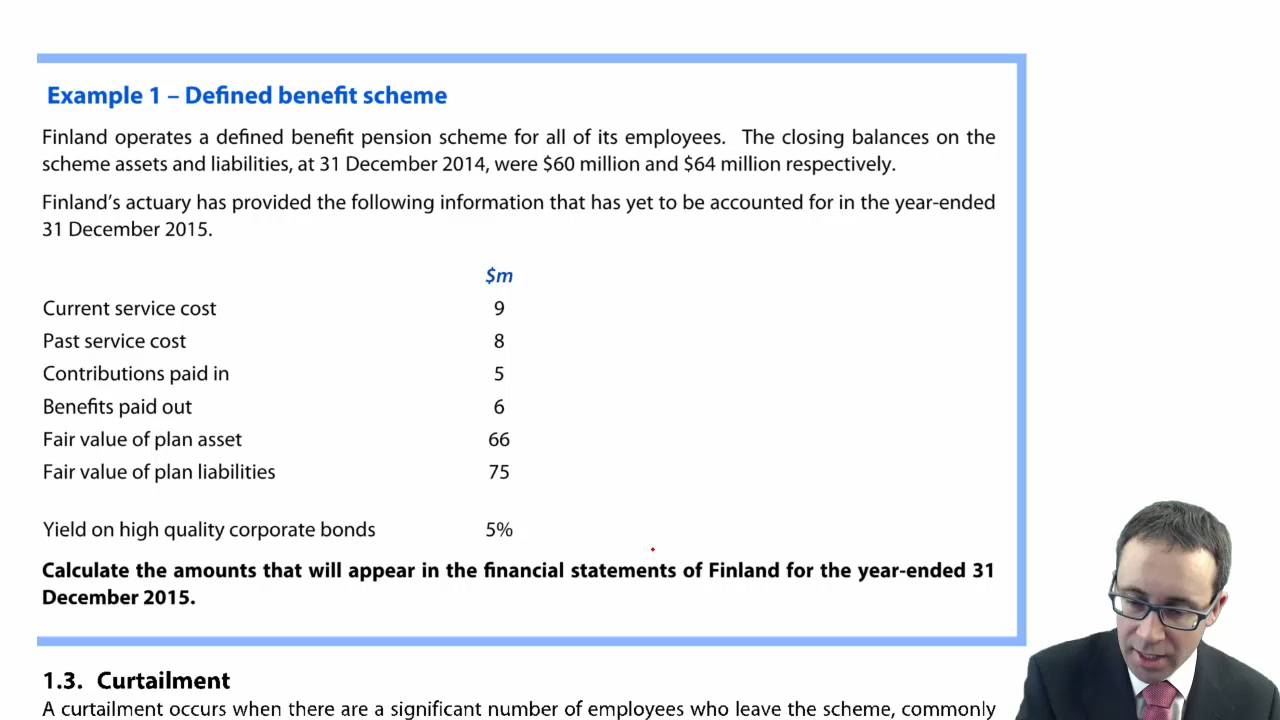 Example 1 – Defined benefit scheme
Finland operates a defined benefit pension scheme for all of its employees. The closing balances on the
scheme assets and liabilities, at 31 December 2014, were $60 million and $64 million respectively.
Finland's actuary has provided the following information that has yet to be accounted for in the year-ended
31 December 2015.
$m
Current service cost 9
Past service cost 8
Contributions paid in 5
Benefits paid out 6
Fair value of plan asset 66
Fair value of plan liabilities 75
Yield on high quality corporate bonds 5%
Calculate the amounts that will appear in the financial statements of Finland for the year-ended 31
December 2015.
1.3. Curtailment
A curtailment occurs when there are a significant number of employees who leave the scheme, commonly